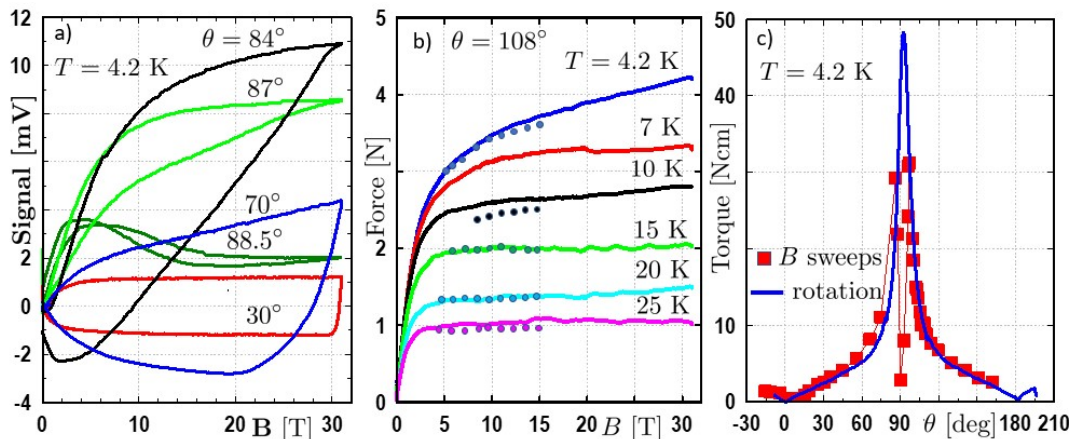 a)
θ = 84°
T = 4.2 K
87°
70°
88.5°
30°
12
10
8
6
4
2
0
-2
-4
Signal [mV]
0
10
20
30
B [T]
b)
θ = 108°
T = 4.2 K
7 K
10 K
15 K
20 K
25 K
5
4
3
2
1
0
Force [N]
0
5
10
15
20
25
30
B [T]
c)
T = 4.2 K
B sweeps
rotation
50
40
30
20
10
0
Torque [Ncm]
-30
0
30
60
90
120
150
180
210
θ [deg]